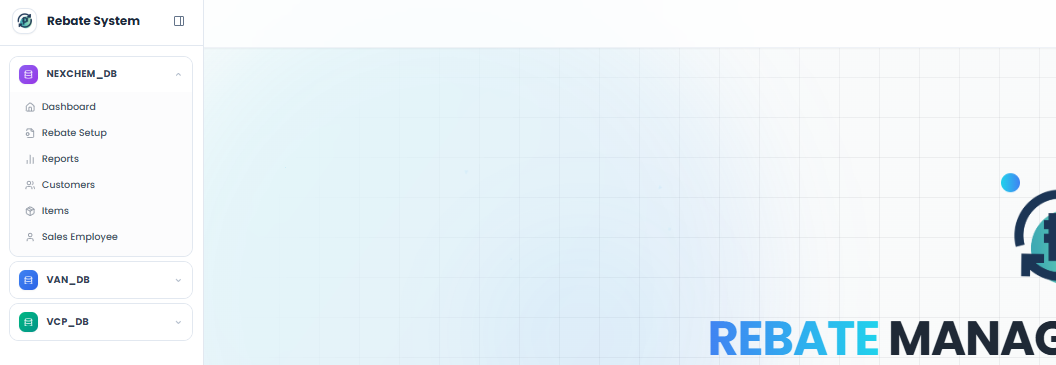 Rebate System
NEXCHEM_DB
Dashboard
Rebate Setup
Reports
Customers
Items
Sales Employee
VAN_DB
VCP_DB
REBATE MANAG